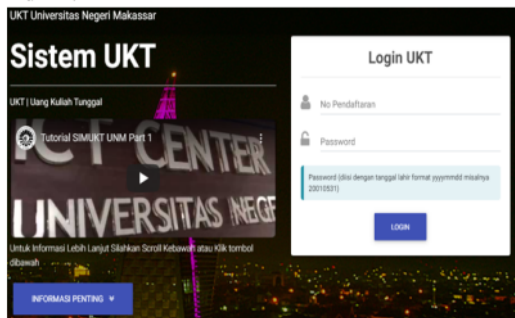 UKT Universitas Negeri Makassar
Sistem UKT
UKT | Uang Kuliah Tunggal
Tutorial SIMUKT UNM Part 1
ICT CENTER
UNIVERSITAS NEGE
Untuk Informasi Lebih Lanjut Silahkan Scroll Kebawah atau Klik tombol
dibawah
INFORMASI PENTING
Login UKT
No Pendaftaran
Password
Password (diisi dengan tanggal lahir format yyyymmdd misalnya
20010531)
LOGIN